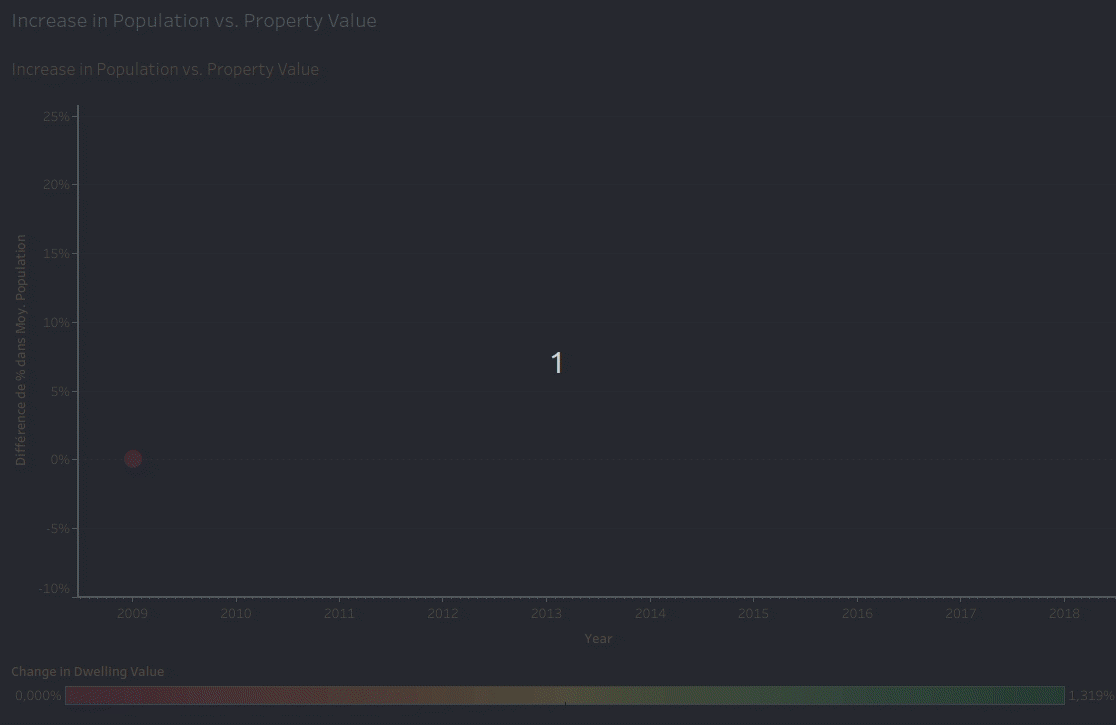 Increase in Population vs. Property Value
Increase in Population vs. Property Value
25%
20%
15%
10%
5%
0%
-5%
-10%
Différence de % dans Moy. Population
1
2009 2010 2011 2012 2013 2014 2015 2016 2017 2018
Year
Change in Dwelling Value
0,000% 1,319%